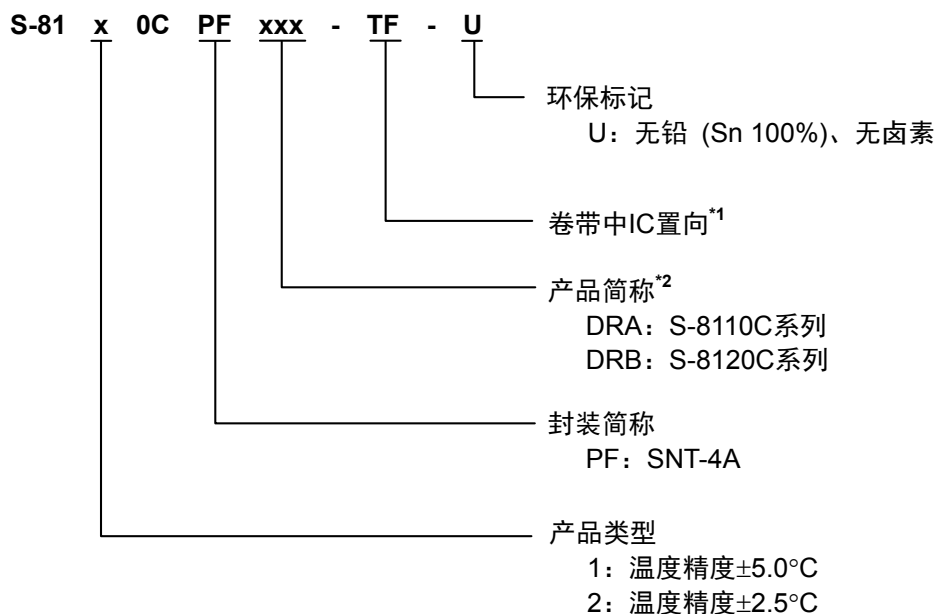 S-81 x 0C PF xxx - TF - U
环保标记
U：无铅 (Sn 100%)、无卤素
卷带中IC置向*1
产品简称*2
DRA：S-8110C系列
DRB：S-8120C系列
封装简称
PF：SNT-4A
产品类型
1：温度精度±5.0°C
2：温度精度±2.5°C